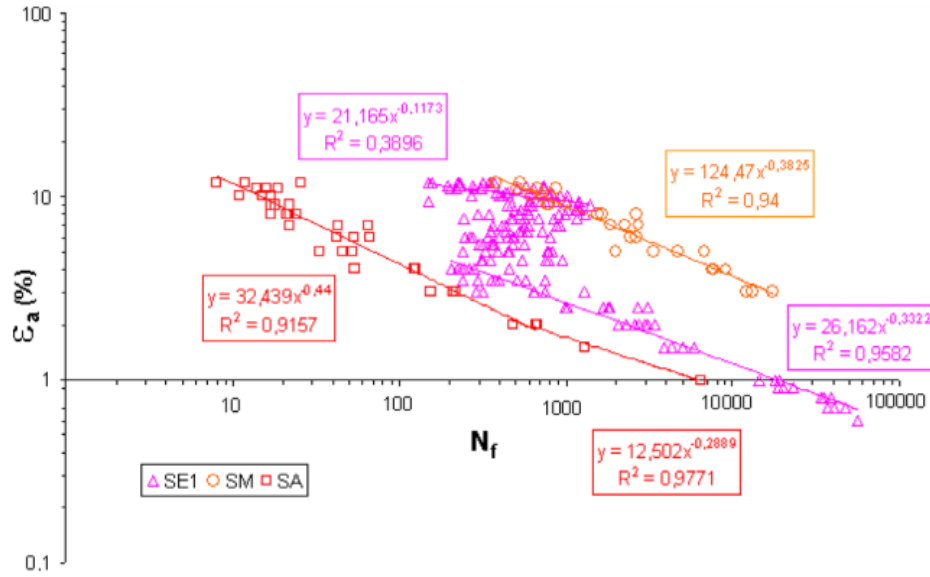 100
y = 21,165x^-0,1173
R² = 0,3896
y = 124,47x^-0,3825
R² = 0,94
10
εa (%)
y = 32,439x^-0,44
R² = 0,9157
y = 26,162x^-0,3322
R² = 0,9582
1
10 100 1000 10000 100000
Nf
y = 12,502x^-0,2889
R² = 0,9771
SE1 SM SA
0.1